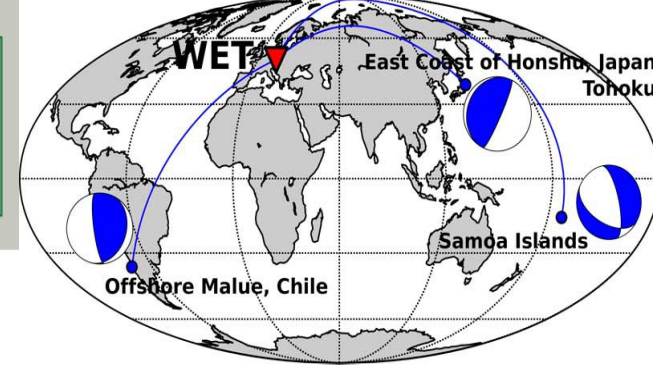 WET
East Coast of Honshu, Japan
Tohoku
Samoa Islands
Offshore Malue, Chile